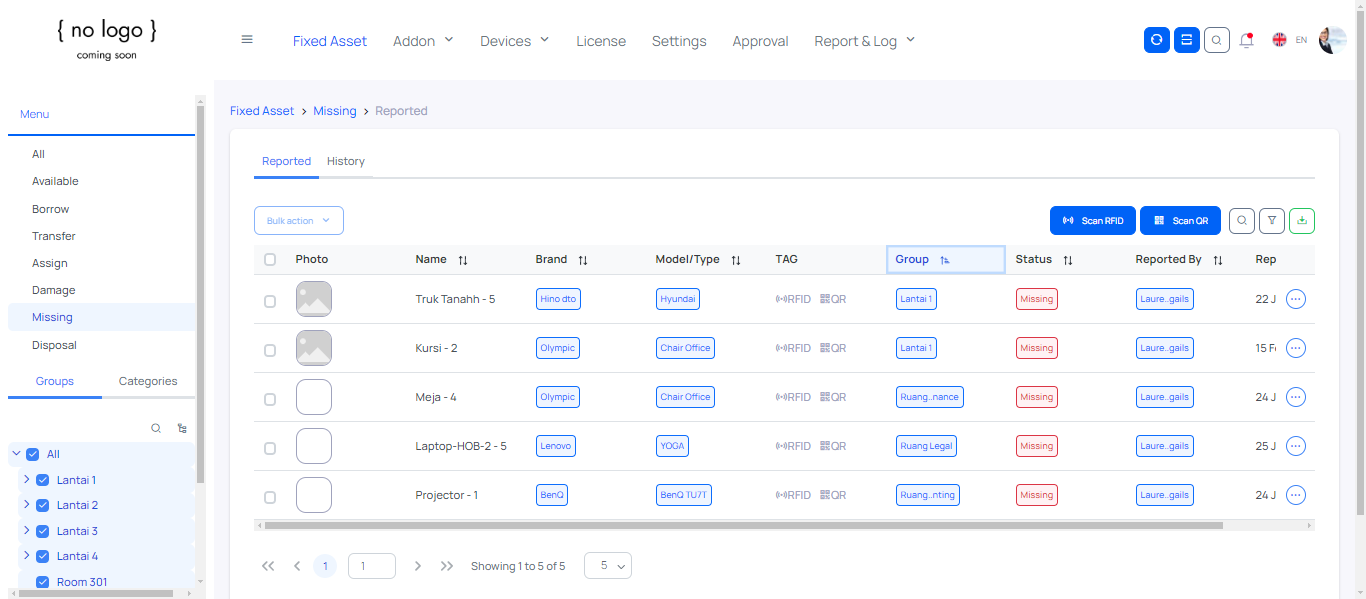 { no logo }
coming soon
Fixed Asset Addon Devices License Settings Approval Report & Log EN
Menu
All
Available
Borrow
Transfer
Assign
Damage
Missing
Disposal
Groups Categories
All
Lantai 1
Lantai 2
Lantai 3
Lantai 4
Room 301
Fixed Asset > Missing > Reported
Reported History
Bulk action Scan RFID Scan QR
Photo Name Brand Model/Type TAG Group Status Reported By Rep
Truk Tanahh - 5 Hino dto Hyundai RFID QR Lantai 1 Missing Laure..gails 22 J
Kursi - 2 Olympic Chair Office RFID QR Lantai 1 Missing Laure..gails 15 F
Meja - 4 Olympic Chair Office RFID QR Ruang..nance Missing Laure..gails 24 J
Laptop-HOB-2 - 5 Lenovo YOGA RFID QR Ruang Legal Missing Laure..gails 25 J
Projector - 1 BenQ BenQ TU7T RFID QR Ruang..nting Missing Laure..gails 24 J
1 1 Showing 1 to 5 of 5 5